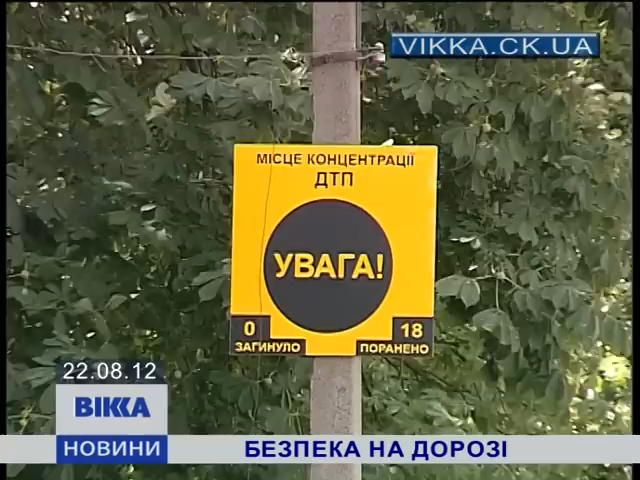 VIKKA.CK.UA
МІСЦЕ КОНЦЕНТРАЦІЇ
ДТП
УВАГА!
0 18
ЗАГИНУЛО ПОРАНЕНО
22.08.12
ВІККА
НОВИНИ БЕЗПЕКА НА ДОРОЗІ